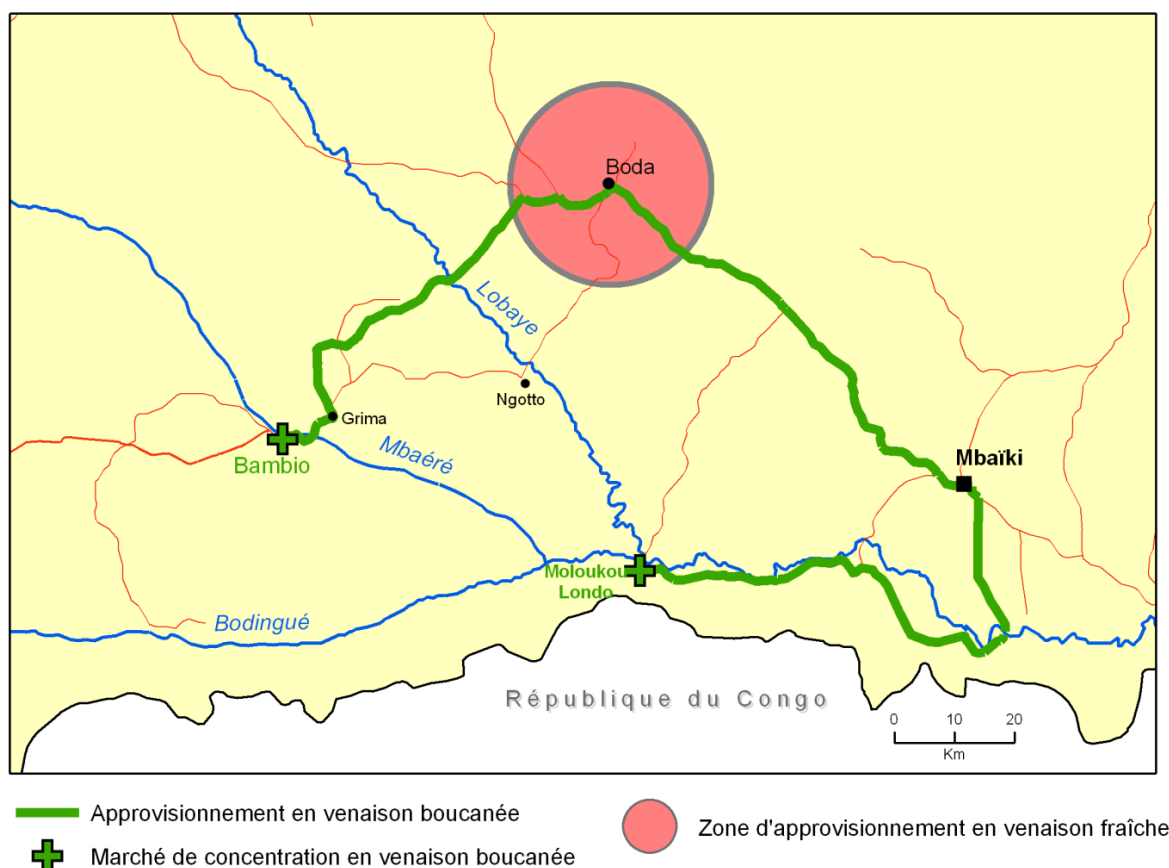 Boda
Lobaye
Ngotto
Grima
Bambio
Mbaéré
Mbaïki
Moloukou
Londo
Bodingué
République du Congo
0 10 20
Km
Approvisionnement en venaison boucanée
Zone d'approvisionnement en venaison fraîche
Marché de concentration en venaison boucanée